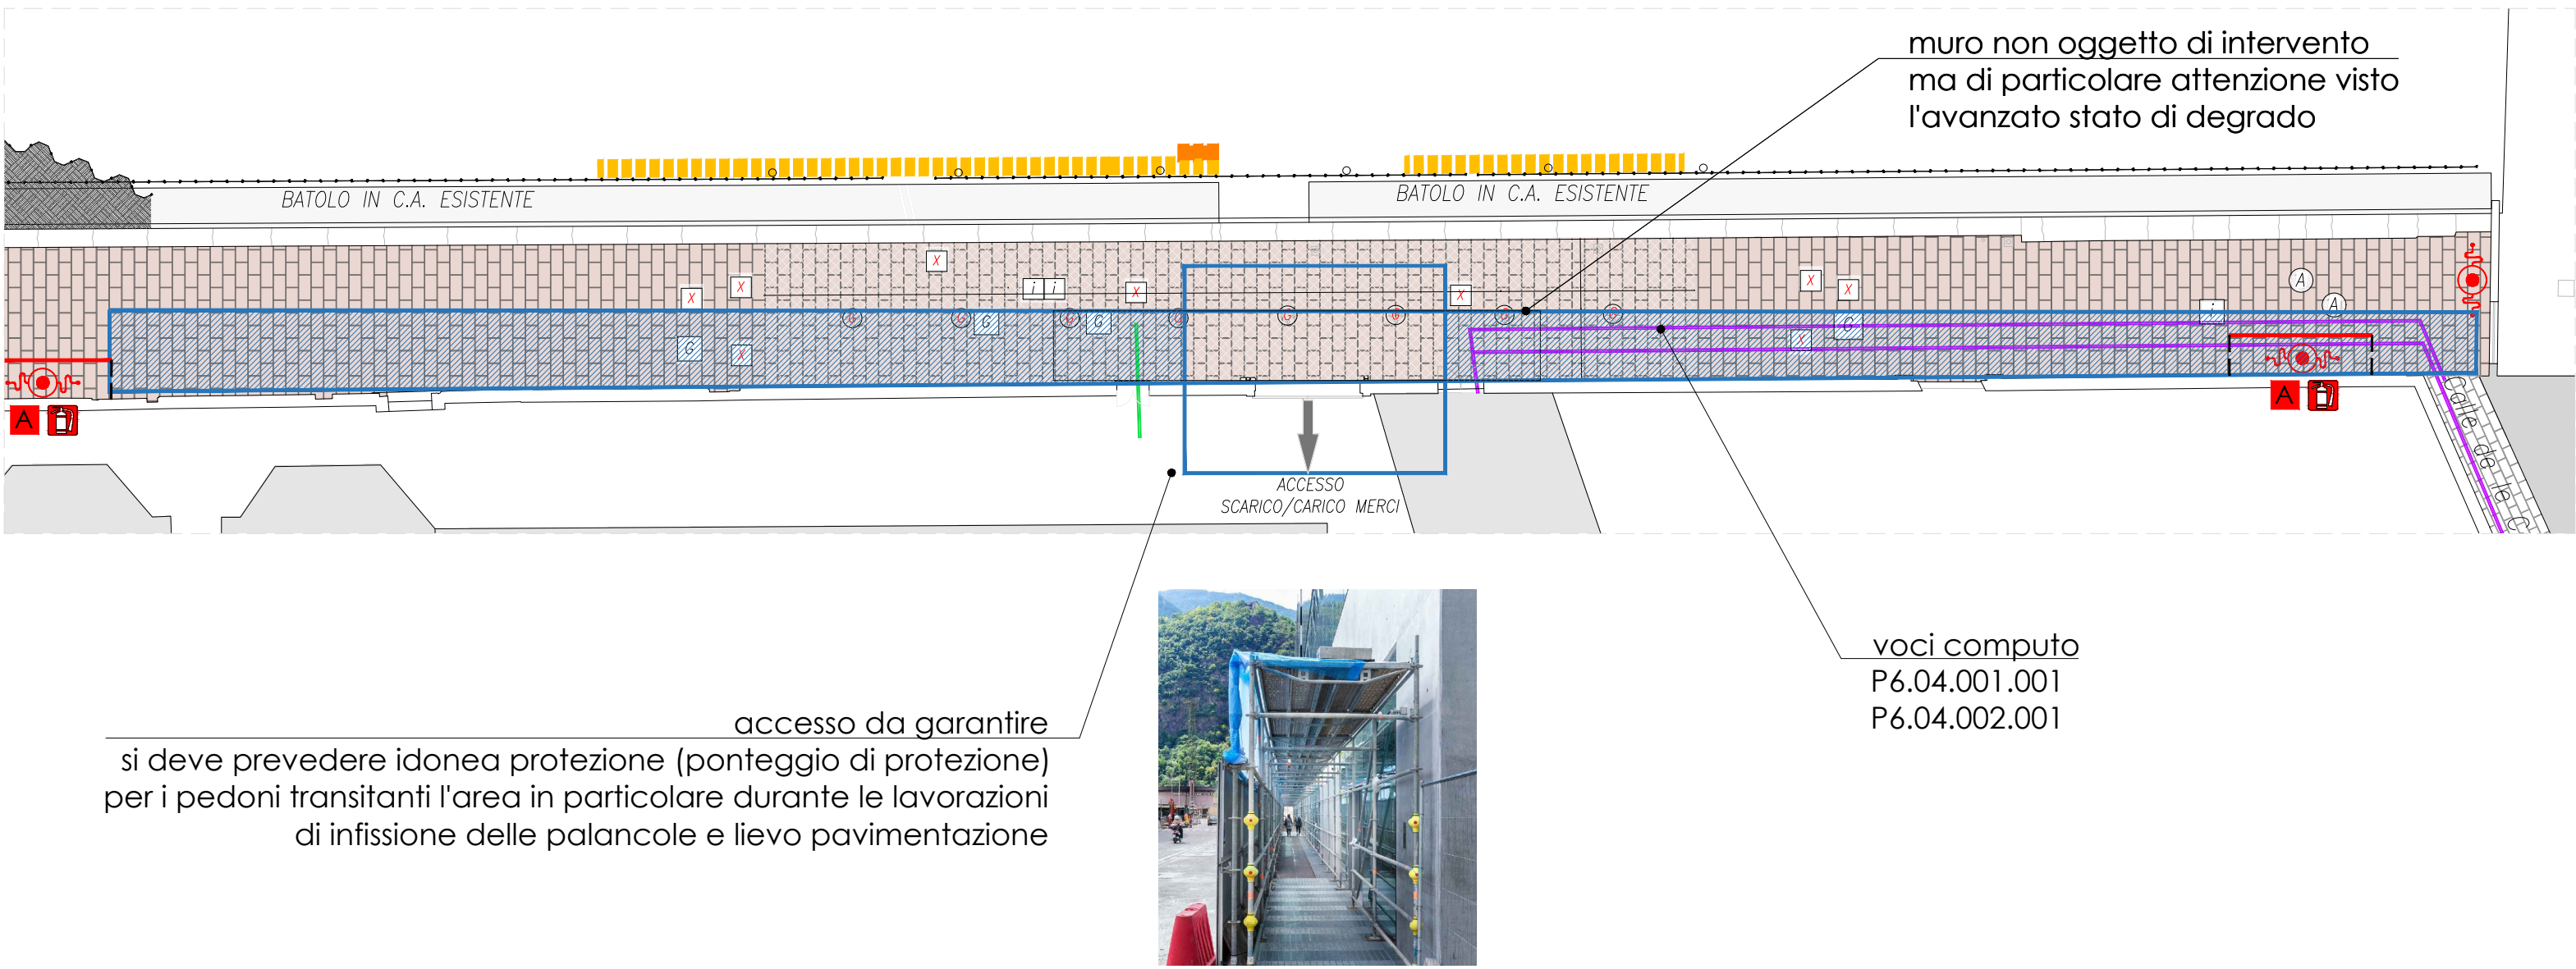 muro non oggetto di intervento
ma di particolare attenzione visto
l'avanzato stato di degrado
BATOLO IN C.A. ESISTENTE
BATOLO IN C.A. ESISTENTE
X
X
X
i i
X
X
X
X
A
A
i
G
G
G
G
G
G
G
G
G
G
G
G
X
X
A
A
Calle de le C
ACCESSO
SCARICO/CARICO MERCI
voci computo
P6.04.001.001
P6.04.002.001
accesso da garantire
si deve prevedere idonea protezione (ponteggio di protezione)
per i pedoni transitanti l'area in particolare durante le lavorazioni
di infissione delle palancole e lievo pavimentazione